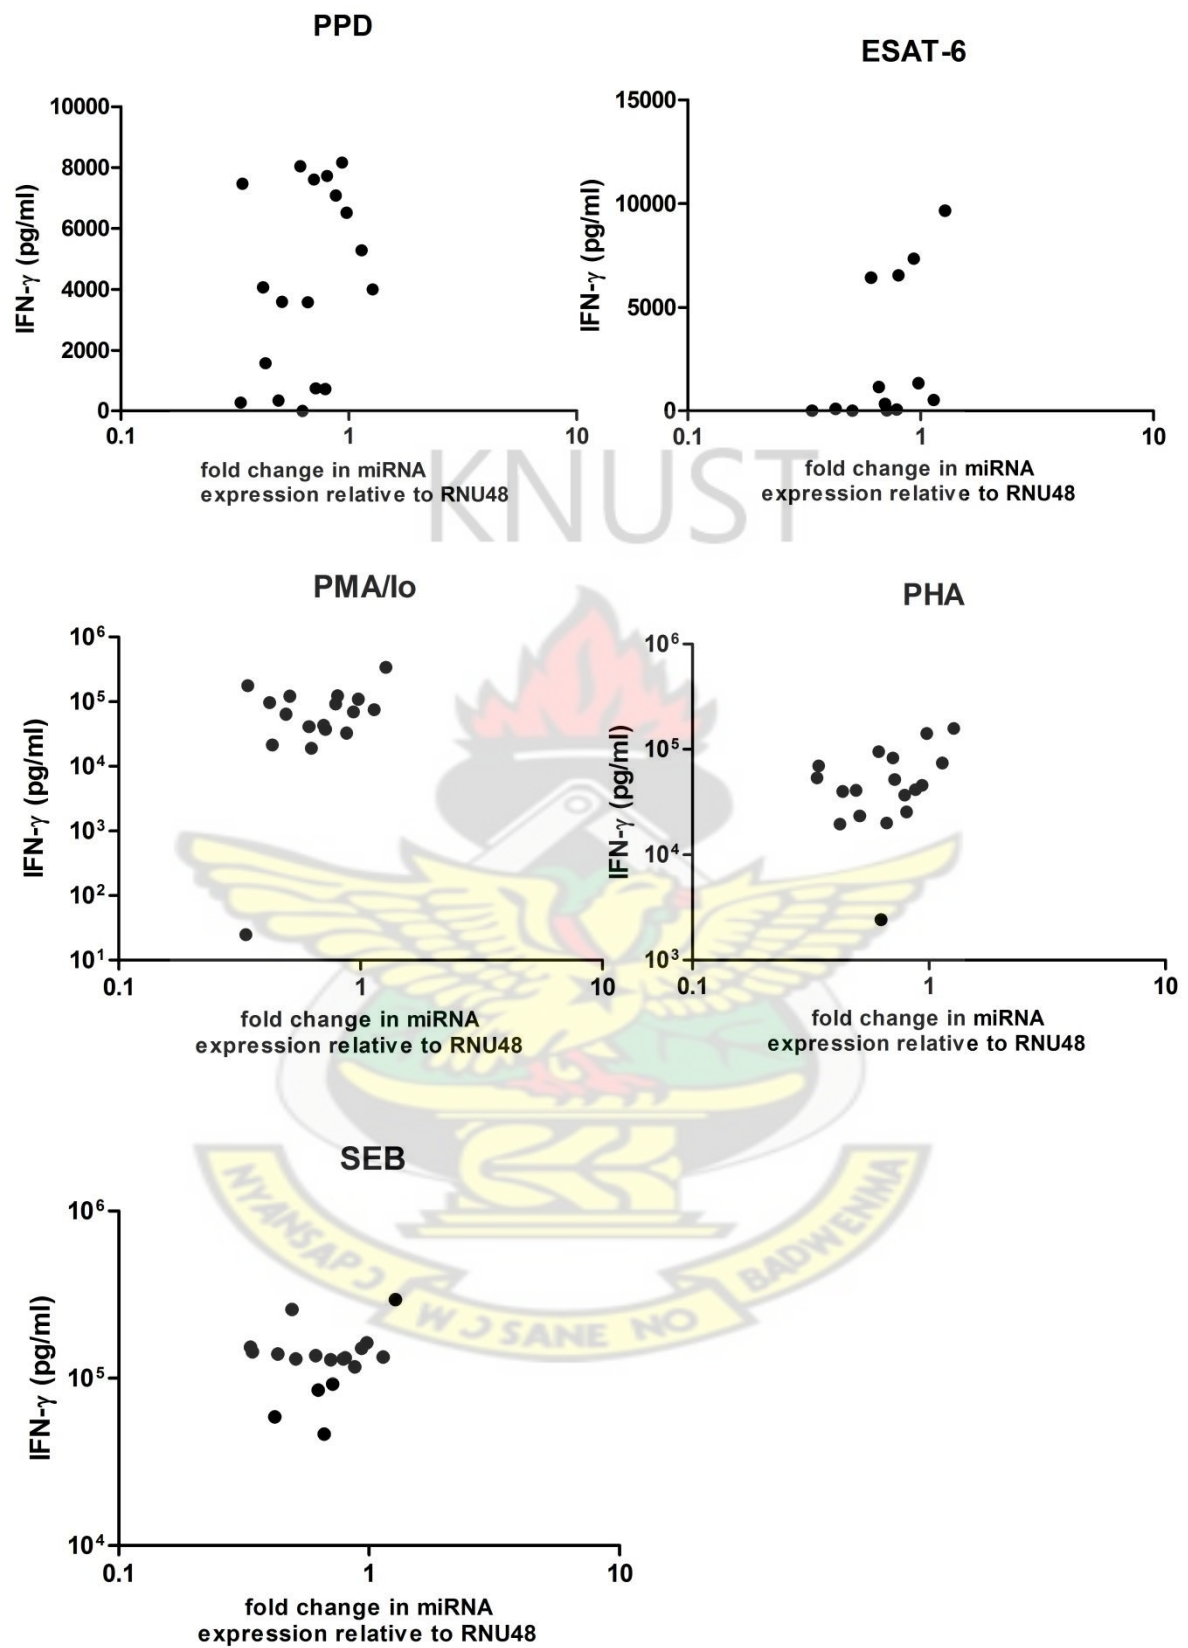 PPD
10000
8000
6000
4000
2000
0
IFN-γ (pg/ml)
0.1
1
10
fold change in miRNA
expression relative to RNU48
ESAT-6
15000
10000
5000
0
IFN-γ (pg/ml)
0.1
1
10
fold change in miRNA
expression relative to RNU48
KNUST
PMA/Io
10⁶
10⁵
10⁴
10³
10²
10¹
IFN-γ (pg/ml)
0.1
1
10
fold change in miRNA
expression relative to RNU48
PHA
10⁶
10⁵
10⁴
10³
IFN-γ (pg/ml)
0.1
1
10
fold change in miRNA
expression relative to RNU48
SEB
10⁶
10⁵
10⁴
IFN-γ (pg/ml)
0.1
1
10
fold change in miRNA
expression relative to RNU48
NYANSAPƆ WƆ SANE NO BADWENMA